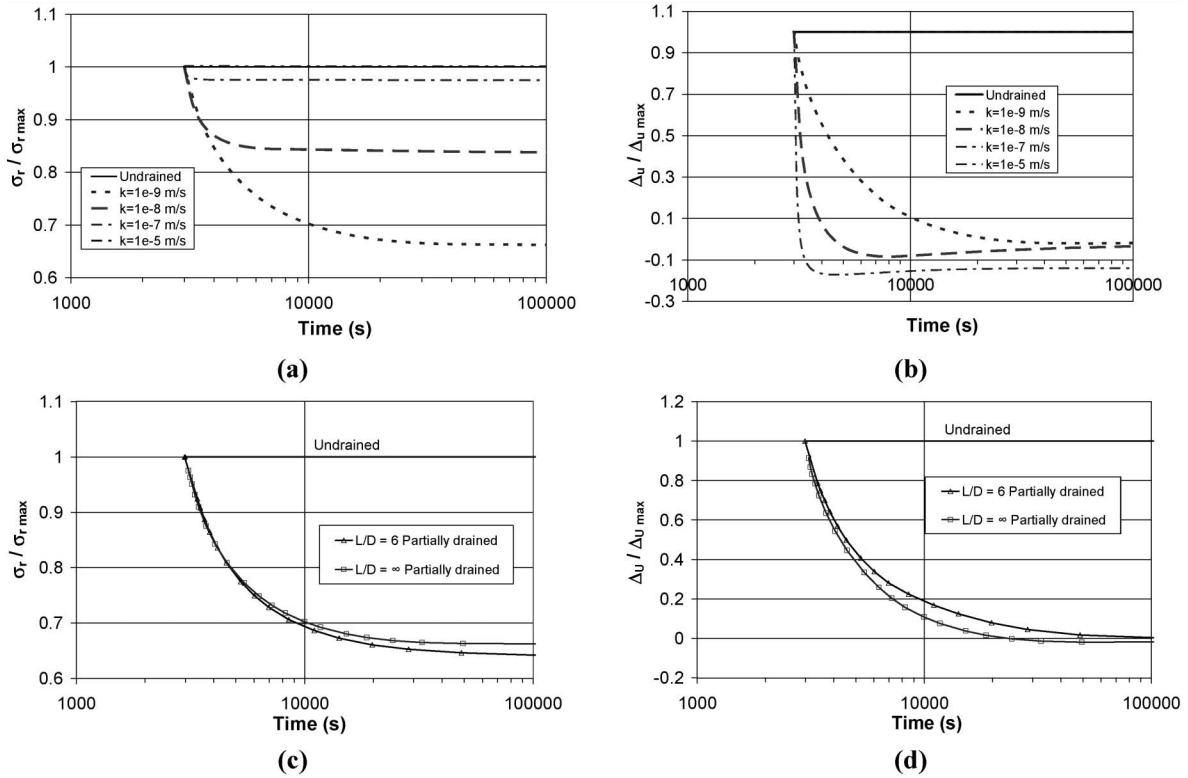 1.1
1
0.9
0.8
0.7
0.6
σr / σr max
Undrained
k=1e-9 m/s
k=1e-8 m/s
k=1e-7 m/s
k=1e-5 m/s
1000
10000
100000
Time (s)
(a)
1.1
0.9
0.7
0.5
0.3
0.1
-0.1
-0.3
Δu / Δu max
Undrained
k=1e-9 m/s
k=1e-8 m/s
k=1e-7 m/s
k=1e-5 m/s
1000
10000
100000
Time (s)
(b)
1.1
1
0.9
0.8
0.7
0.6
σr / σr max
Undrained
L/D = 6 Partially drained
L/D = ∞ Partially drained
1000
10000
100000
Time (s)
(c)
1.2
1
0.8
0.6
0.4
0.2
0
-0.2
ΔU / ΔU max
Undrained
L/D = 6 Partially drained
L/D = ∞ Partially drained
1000
10000
100000
Time (s)
(d)